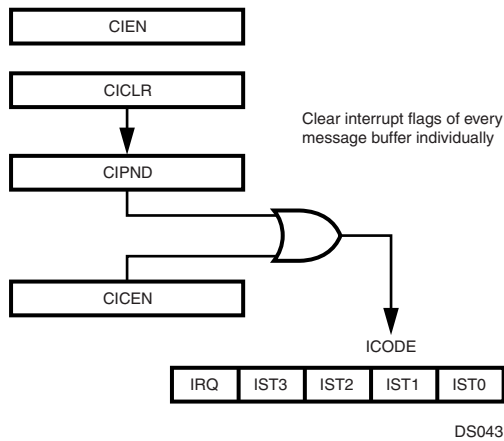 CIEN
CICLR
Clear interrupt flags of every
message buffer individually
CIPND
CICEN
ICODE
IRQ IST3 IST2 IST1 IST0
DS043